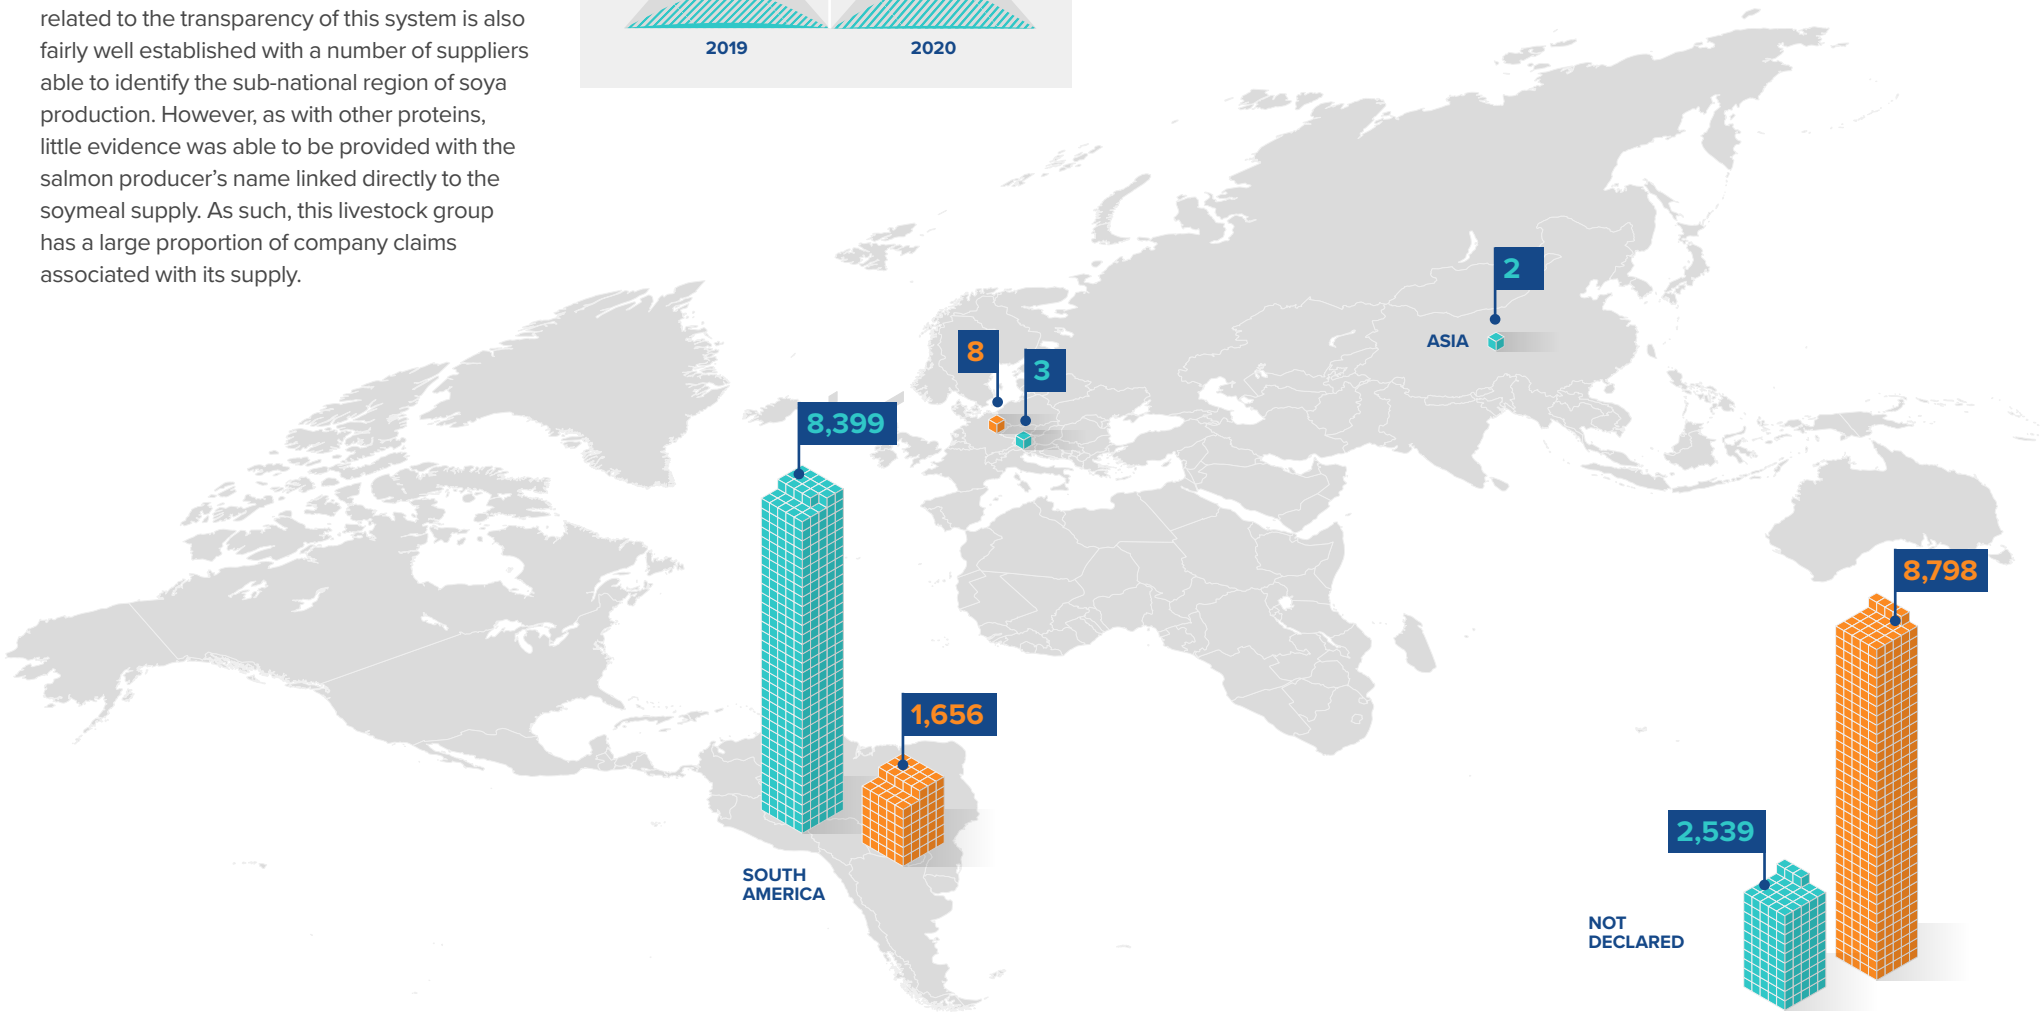 related to the transparency of this system is also
fairly well established with a number of suppliers
able to identify the sub-national region of soya
production. However, as with other proteins,
little evidence was able to be provided with the
salmon producer’s name linked directly to the
soymeal supply. As such, this livestock group
has a large proportion of company claims
associated with its supply.
2019
2020
2
ASIA
8
3
8,399
8,798
1,656
2,539
SOUTH
AMERICA
NOT
DECLARED